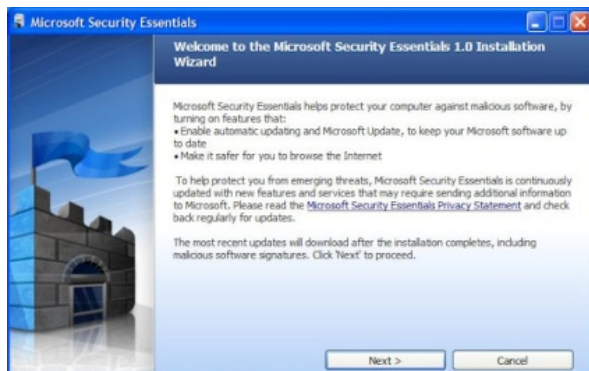 Microsoft Security Essentials
Welcome to the Microsoft Security Essentials 1.0 Installation
Wizard
Microsoft Security Essentials helps protect your computer against malicious software, by
turning on features that:
• Enable automatic updating and Microsoft Update, to keep your Microsoft software up
to date
• Make it safer for you to browse the Internet
To help protect you from emerging threats, Microsoft Security Essentials is continuously
updated with new features and services that may require sending additional information
to Microsoft. Please read the Microsoft Security Essentials Privacy Statement and check
back regularly for updates.
The most recent updates will download after the installation completes, including
malicious software signatures. Click 'Next' to proceed.
Next > Cancel